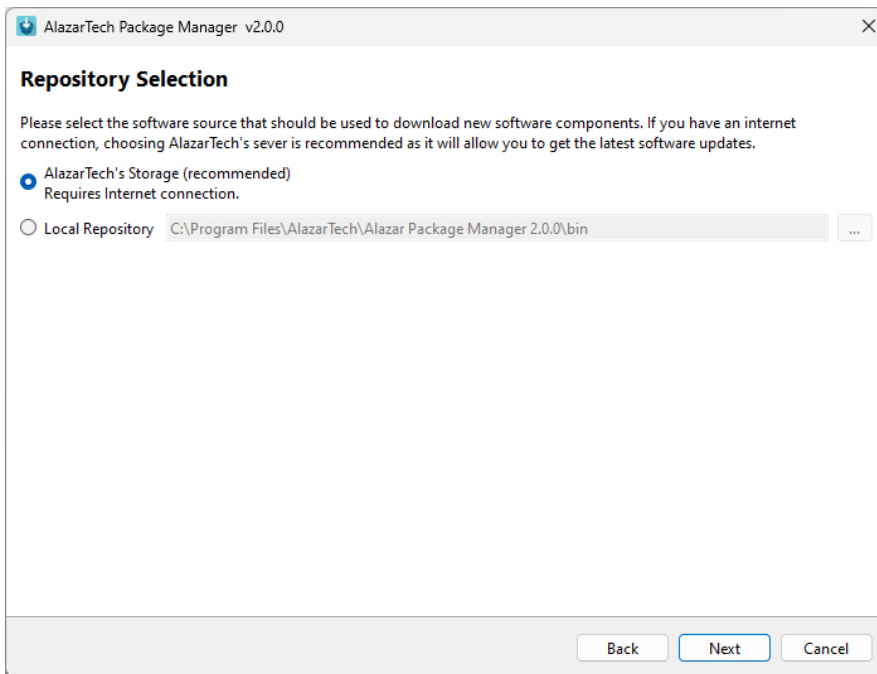 AlazarTech Package Manager v2.0.0
Repository Selection
Please select the software source that should be used to download new software components. If you have an internet
connection, choosing AlazarTech's sever is recommended as it will allow you to get the latest software updates.
AlazarTech's Storage (recommended)
Requires Internet connection.
Local Repository C:\Program Files\AlazarTech\Alazar Package Manager 2.0.0\bin ...
Back Next Cancel